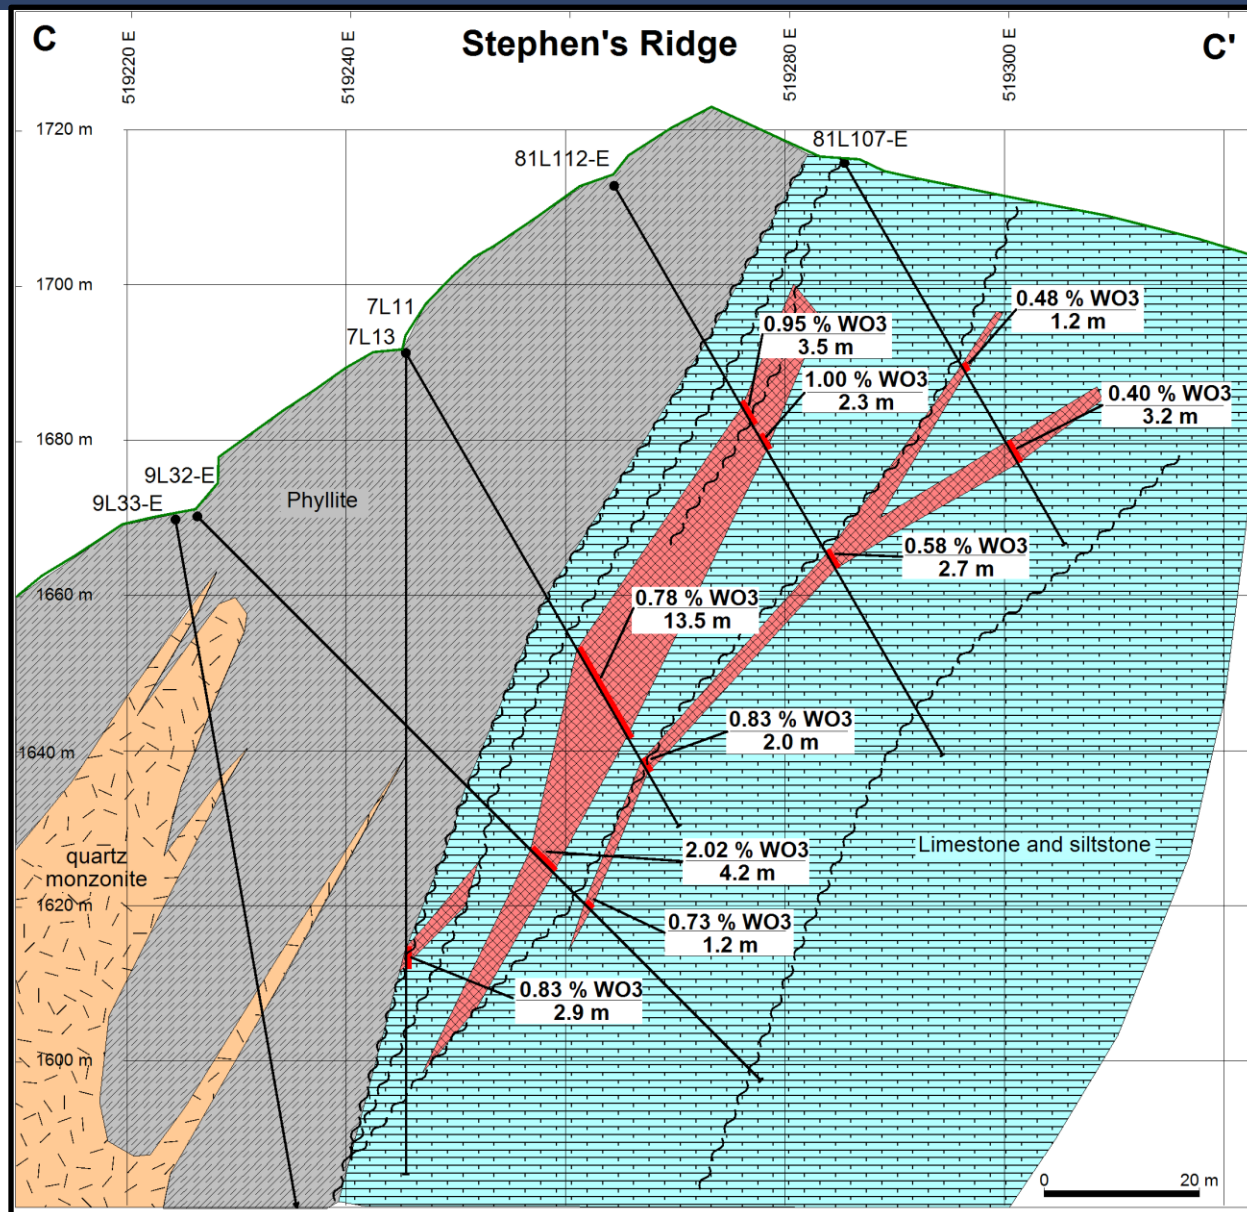 C
Stephen's Ridge
C'
519220 E
519240 E
519280 E
519300 E
1720 m
81L112-E
81L107-E
1700 m
7L11
7L13
0.95 % WO3
3.5 m
0.48 % WO3
1.2 m
1.00 % WO3
2.3 m
0.40 % WO3
3.2 m
1680 m
9L32-E
9L33-E
Phyllite
0.58 % WO3
2.7 m
1660 m
0.78 % WO3
13.5 m
0.83 % WO3
2.0 m
1640 m
2.02 % WO3
4.2 m
Limestone and siltstone
quartz
monzonite
1620 m
0.73 % WO3
1.2 m
0.83 % WO3
2.9 m
1600 m
0
20 m